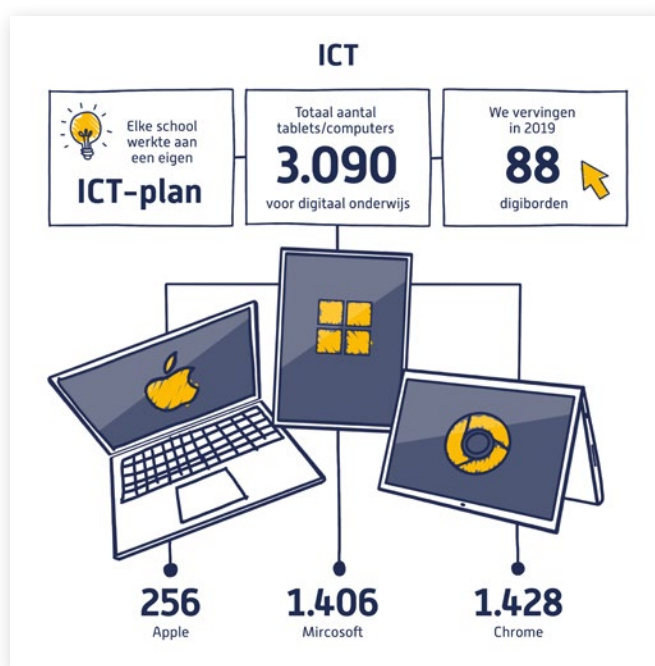 ICT
Elke school
werkte aan
een eigen
ICT-plan
Totaal aantal
tablets/computers
3.090
voor digitaal onderwijs
We vervingen
in 2019
88
digiborden
256
Apple
1.406
Mircosoft
1.428
Chrome